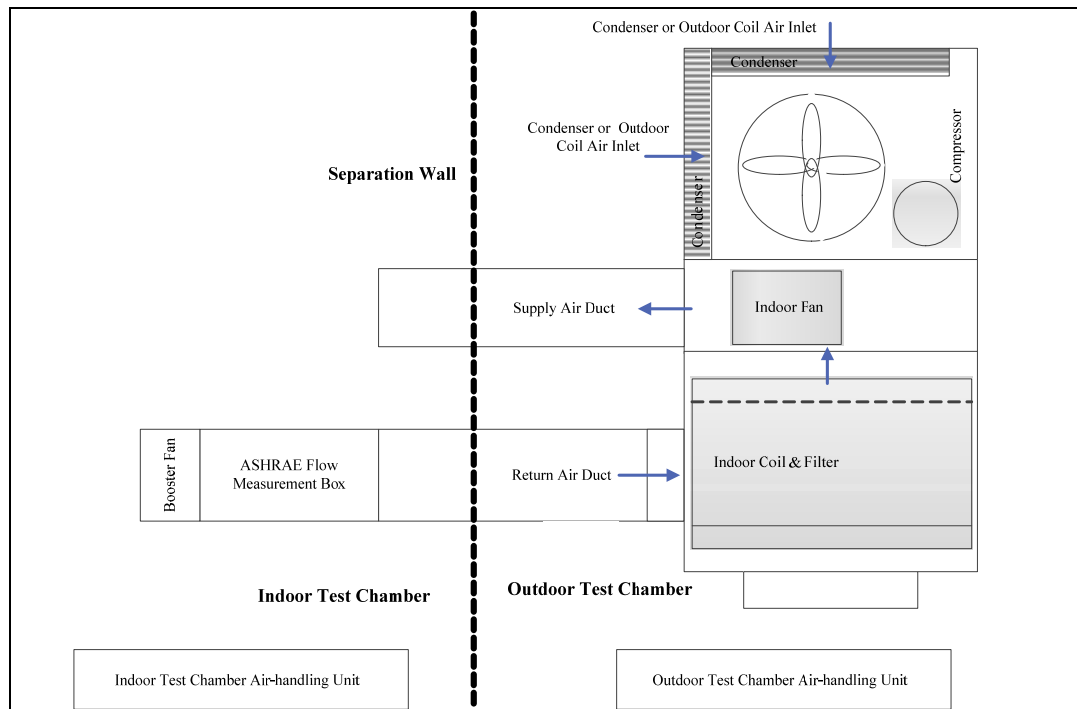 Condenser or Outdoor Coil Air Inlet
Condenser
Condenser or Outdoor
Coil Air Inlet
Compressor
Separation Wall
Condenser
Supply Air Duct
Indoor Fan
Booster Fan
ASHRAE Flow
Measurement Box
Return Air Duct
Indoor Coil & Filter
Indoor Test Chamber
Outdoor Test Chamber
Indoor Test Chamber Air-handling Unit
Outdoor Test Chamber Air-handling Unit